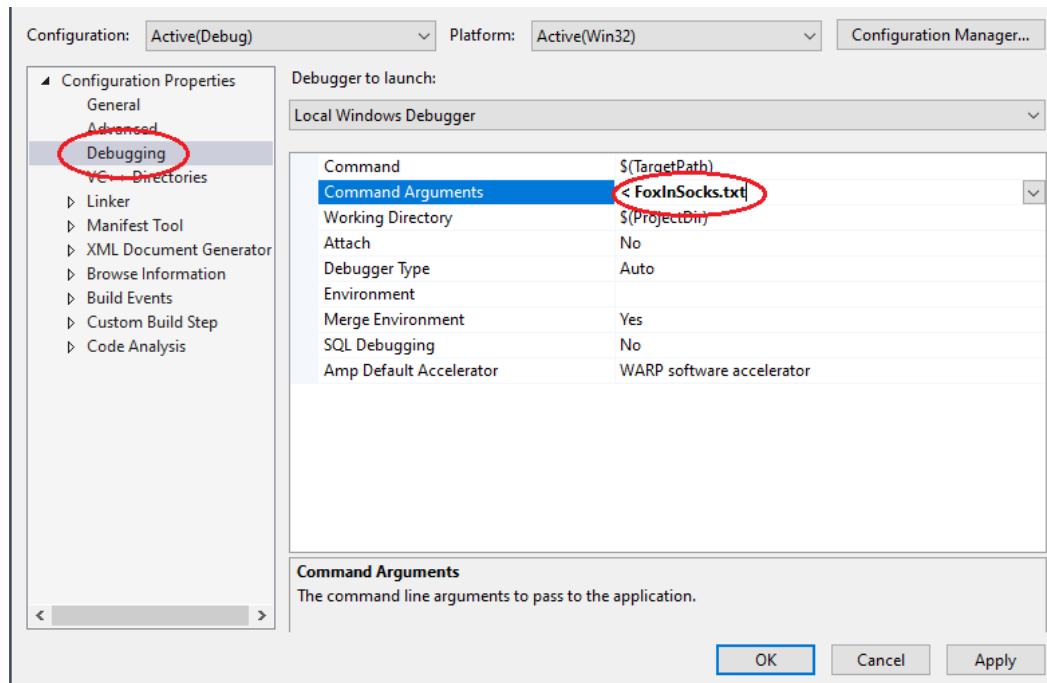 Configuration: Active(Debug) Platform: Active(Win32) Configuration Manager...
Configuration Properties
General
Advanced
Debugging
VC++ Directories
Linker
Manifest Tool
XML Document Generator
Browse Information
Build Events
Custom Build Step
Code Analysis
Debugger to launch:
Local Windows Debugger
Command $(TargetPath)
Command Arguments < FoxInSocks.txt
Working Directory $(ProjectDir)
Attach No
Debugger Type Auto
Environment
Merge Environment Yes
SQL Debugging No
Amp Default Accelerator WARP software accelerator
Command Arguments
The command line arguments to pass to the application.
OK Cancel Apply